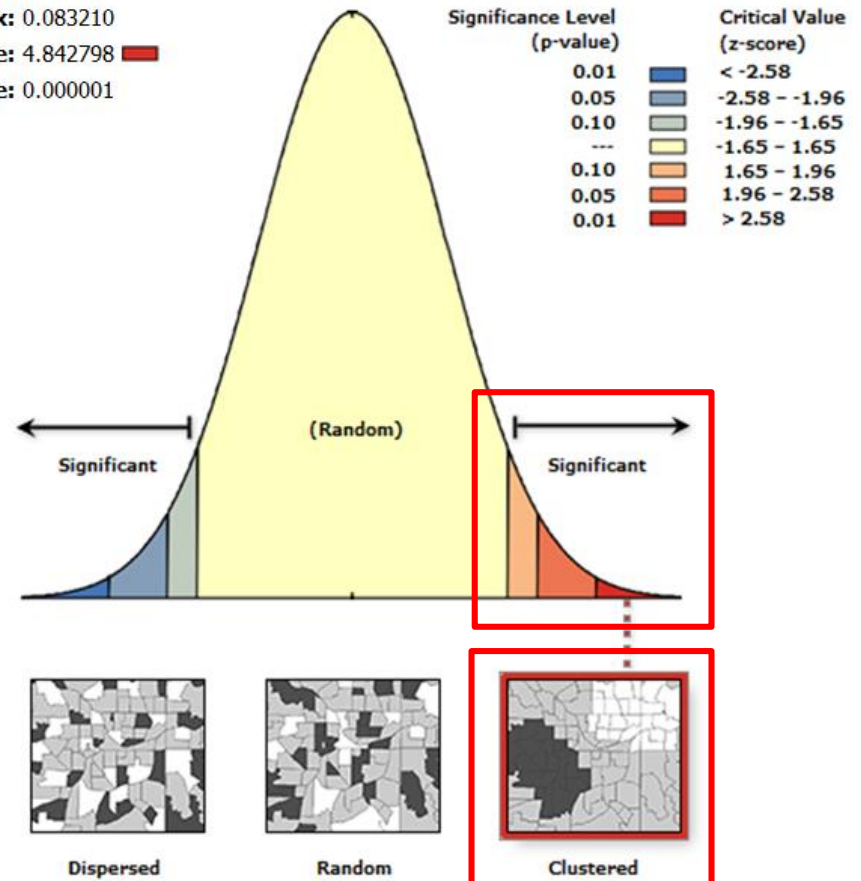 x: 0.083210
e: 4.842798
e: 0.000001
Significance Level
(p-value)
Critical Value
(z-score)
0.01 < -2.58
0.05 -2.58 – -1.96
0.10 -1.96 – -1.65
--- -1.65 – 1.65
0.10 1.65 – 1.96
0.05 1.96 – 2.58
0.01 > 2.58
(Random)
Significant
Significant
Dispersed
Random
Clustered